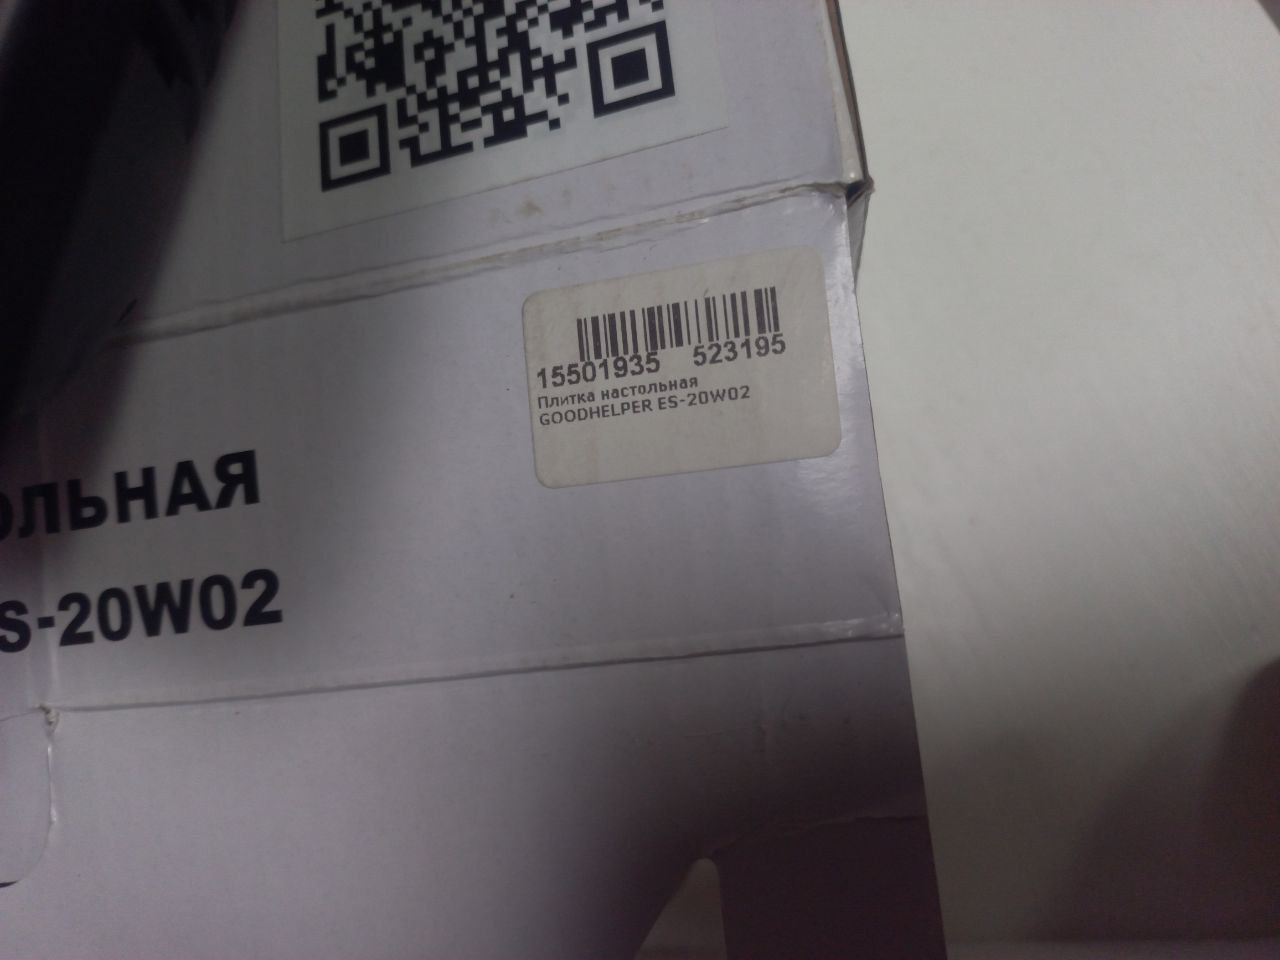 15501935 523195
Плитка настольная
GOODHELPER ES-20W02
ОЛЬНАЯ
S-20W02